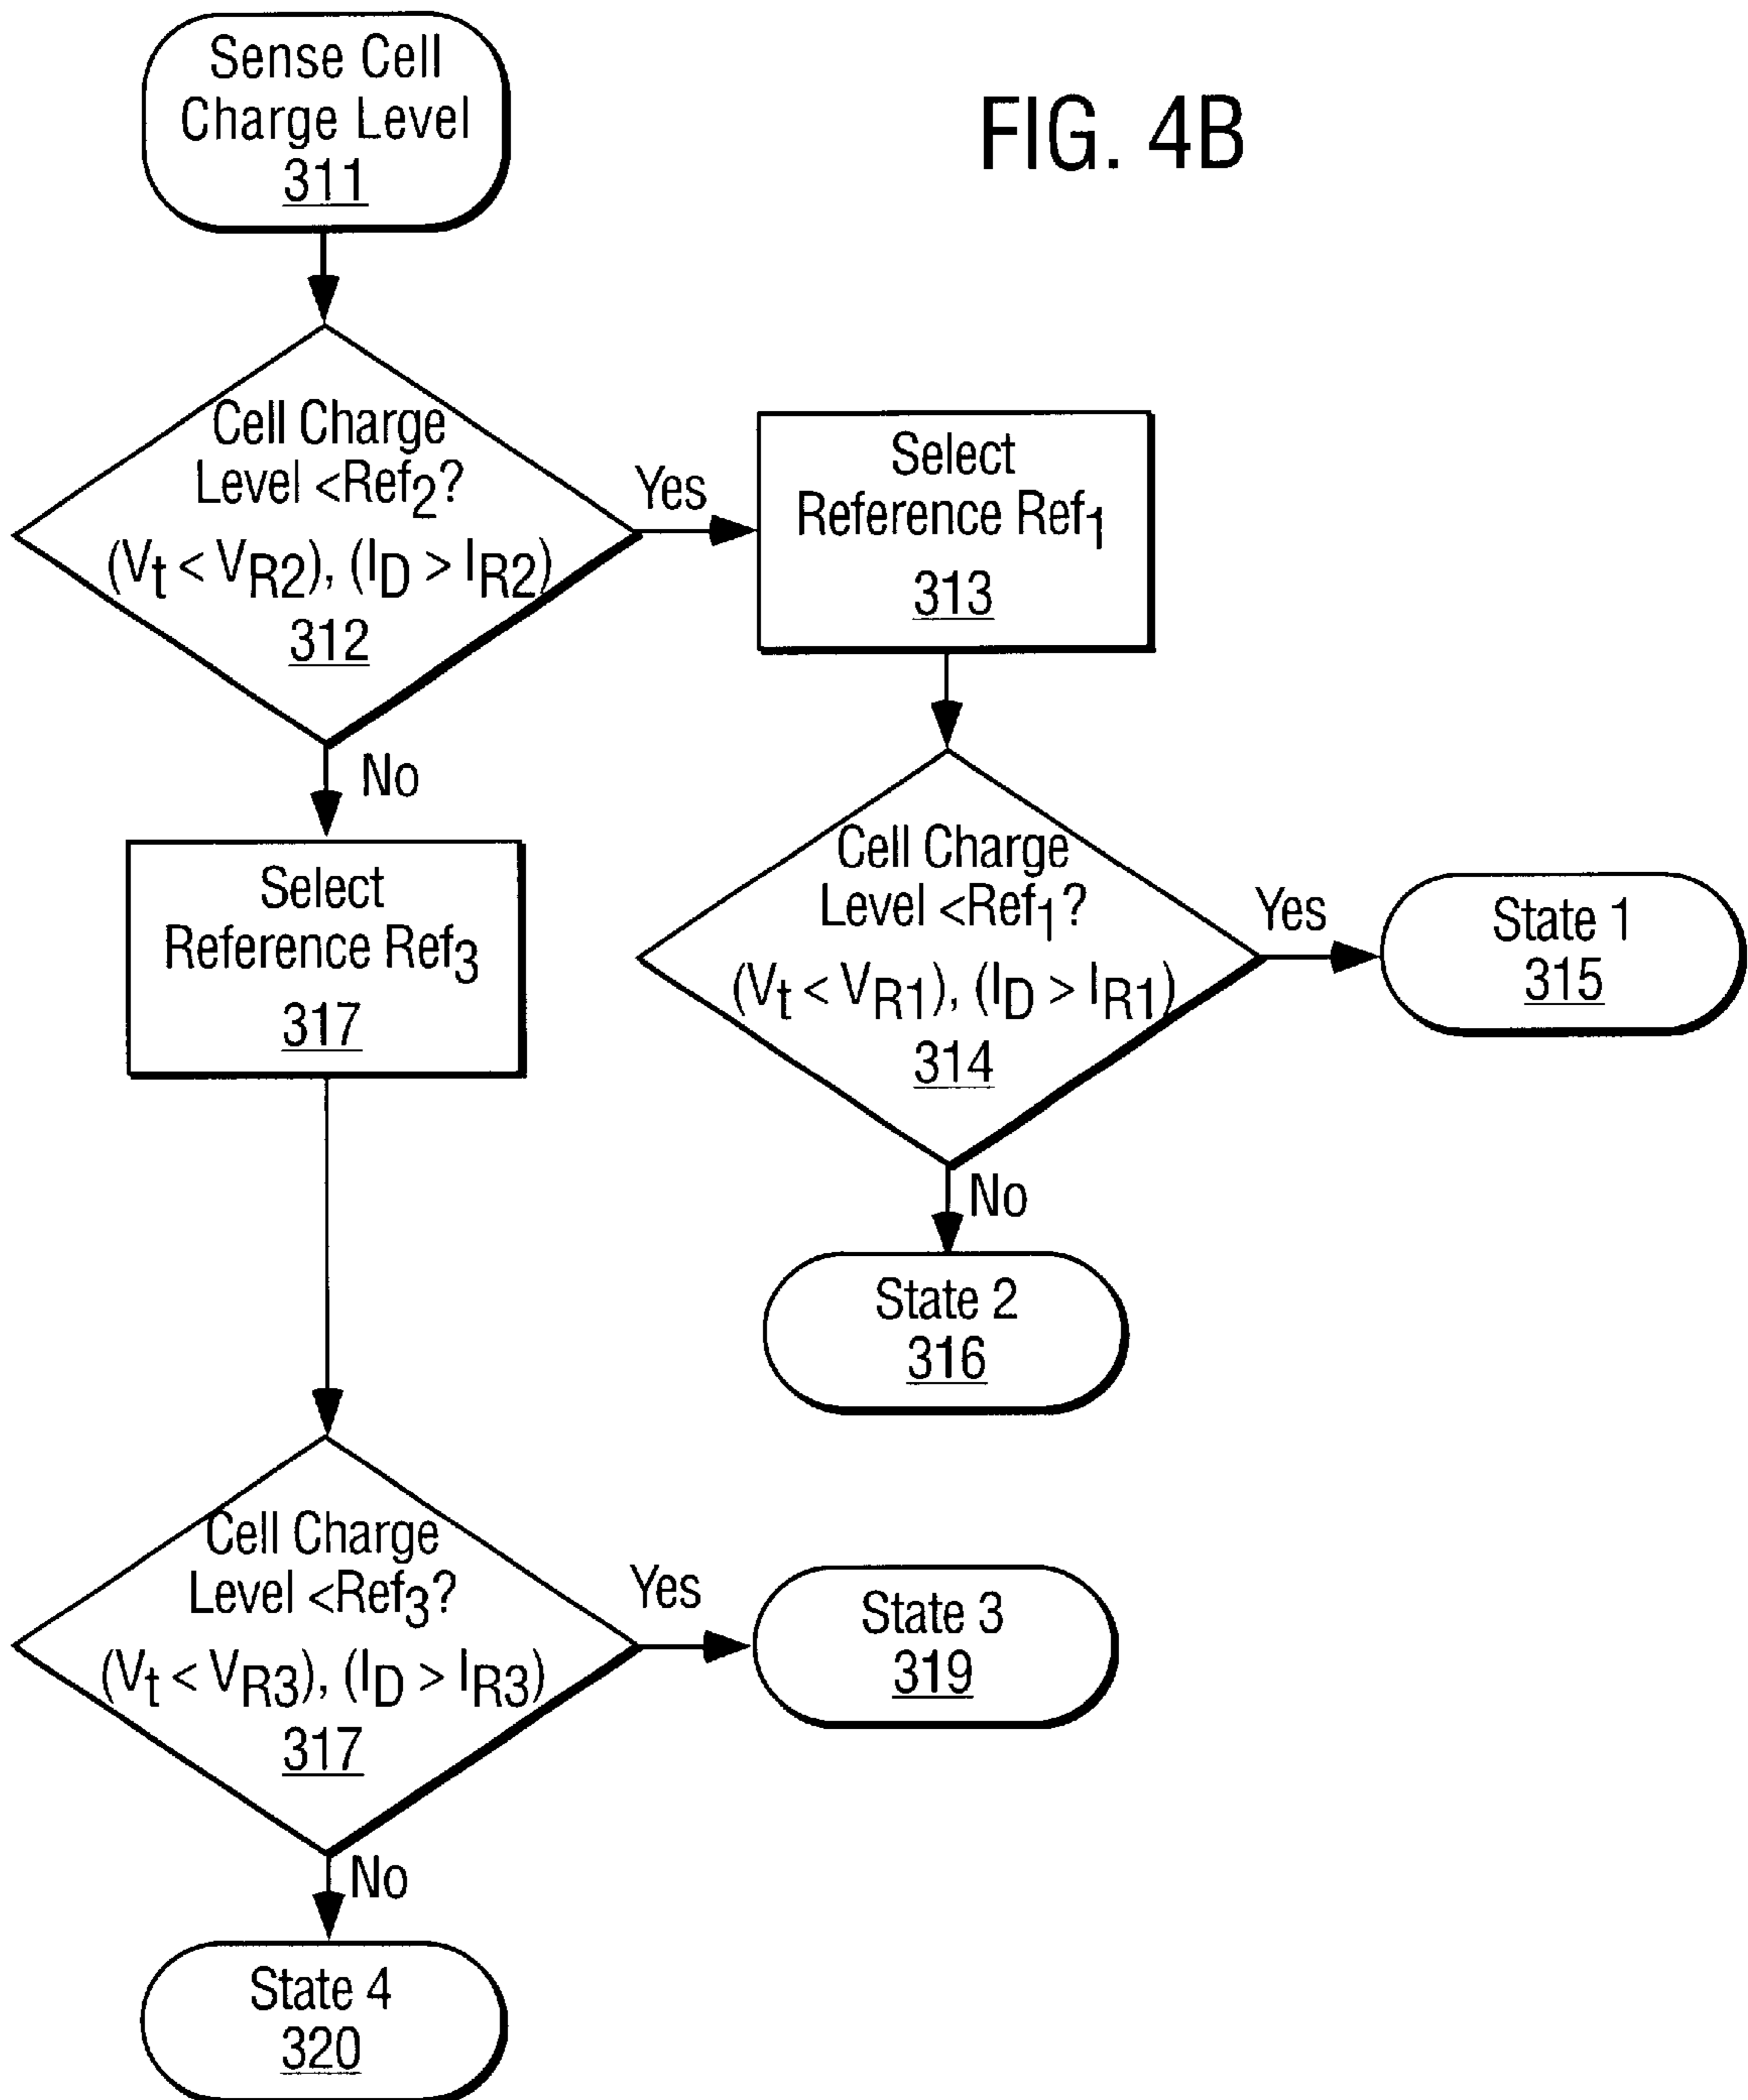 Sense Cell
Charge Level
311
FIG. 4B
Cell Charge
Level <Ref2?
(Vt < VR2), (ID > IR2)
312
Yes
Select
Reference Ref1
313
No
Select
Reference Ref3
317
Cell Charge
Level <Ref1?
(Vt < VR1), (ID > IR1)
314
Yes
State 1
315
No
State 2
316
Cell Charge
Level <Ref3?
(Vt < VR3), (ID > IR3)
317
Yes
State 3
319
No
State 4
320